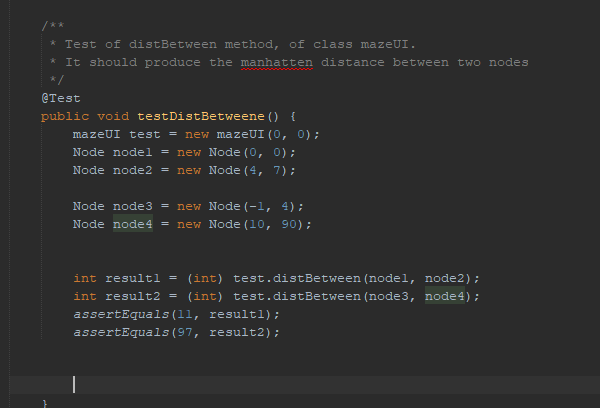 /**
 * Test of distBetween method, of class mazeUI.
 * It should produce the manhatten distance between two nodes
 */
@Test
public void testDistBetweene() {
    mazeUI test = new mazeUI(0, 0);
    Node node1 = new Node(0, 0);
    Node node2 = new Node(4, 7);
    Node node3 = new Node(-1, 4);
    Node node4 = new Node(10, 90);
    int result1 = (int) test.distBetween(node1, node2);
    int result2 = (int) test.distBetween(node3, node4);
    assertEquals(11, result1);
    assertEquals(97, result2);
}